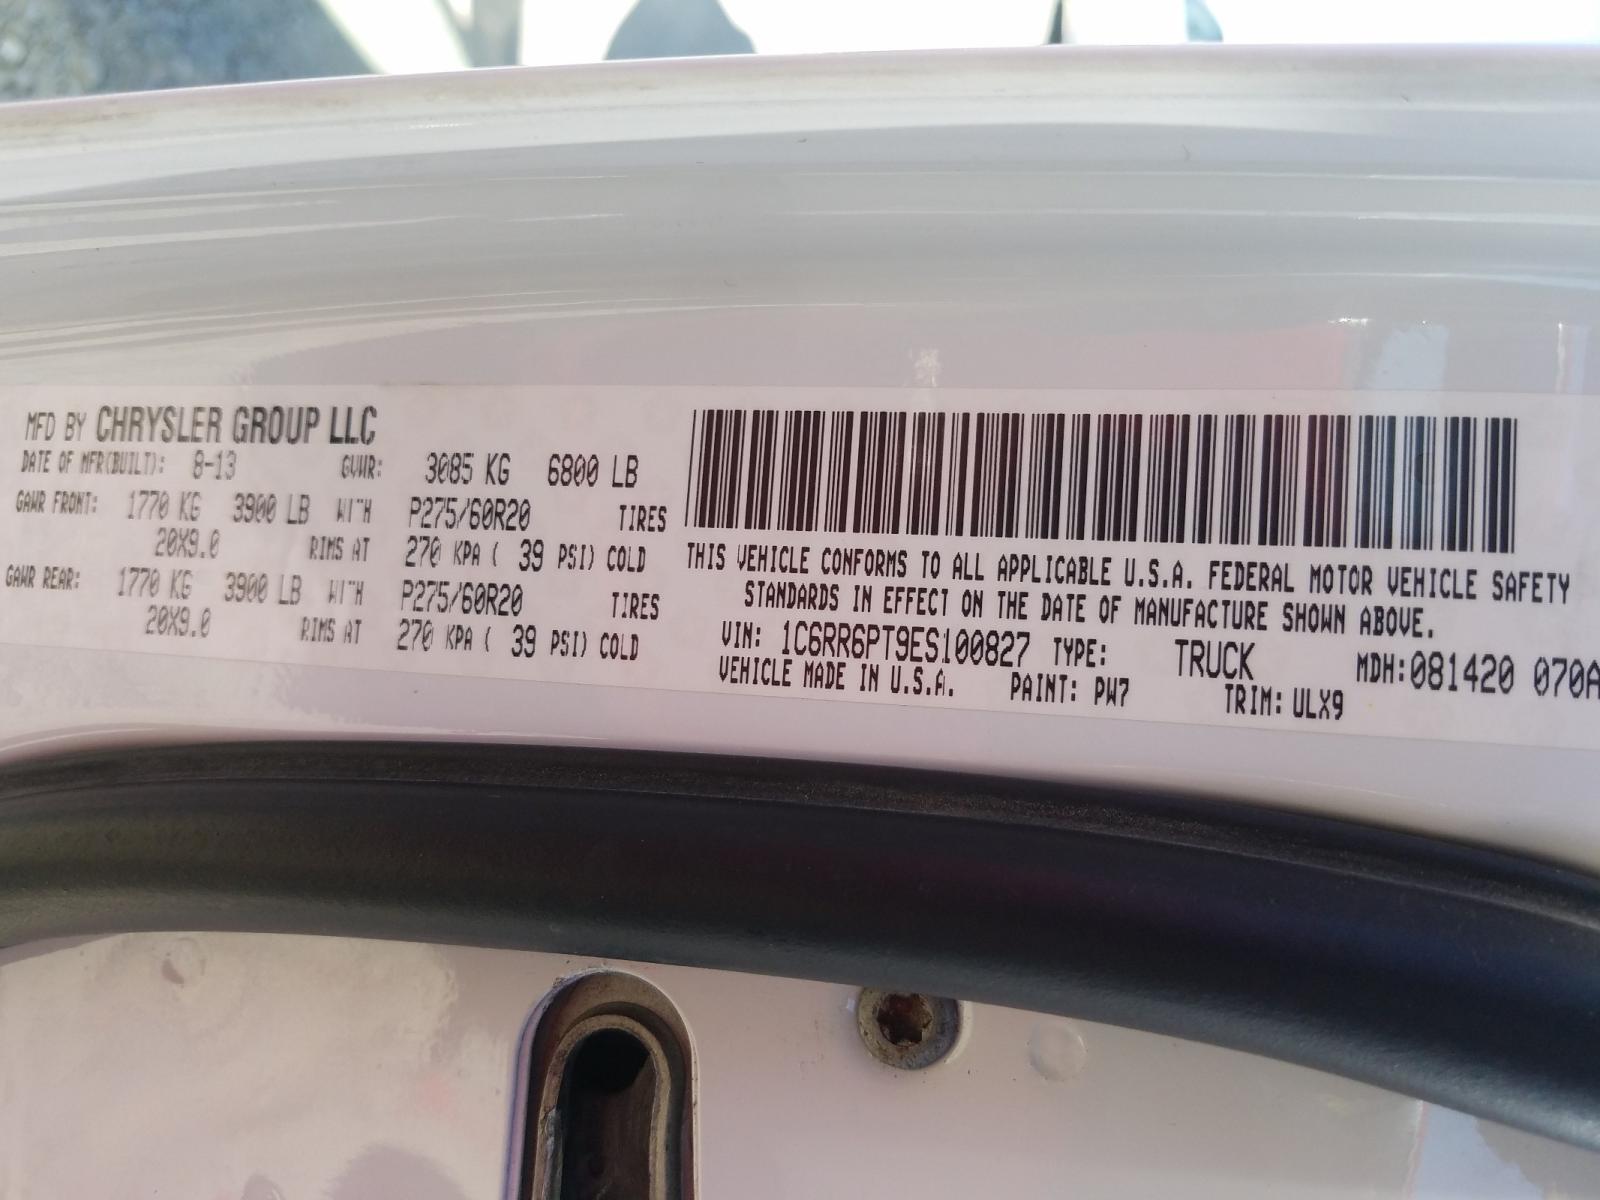 MFD BY CHRYSLER GROUP LLC
DATE OF MFR(BUILT): 8-13 GVWR: 3085 KG 6800 LB
GAWR FRONT: 1770 KG 3900 LB WITH P275/60R20 TIRES
20X9.0 RIMS AT 270 KPA ( 39 PSI) COLD
GAWR REAR: 1770 KG 3900 LB WITH P275/60R20 TIRES
20X9.0 RIMS AT 270 KPA ( 39 PSI) COLD
THIS VEHICLE CONFORMS TO ALL APPLICABLE U.S.A. FEDERAL MOTOR VEHICLE SAFETY
STANDARDS IN EFFECT ON THE DATE OF MANUFACTURE SHOWN ABOVE.
VIN: 1C6RR6PT9ES100827 TYPE: TRUCK MDH:081420 070A
VEHICLE MADE IN U.S.A. PAINT: PW7 TRIM: ULX9